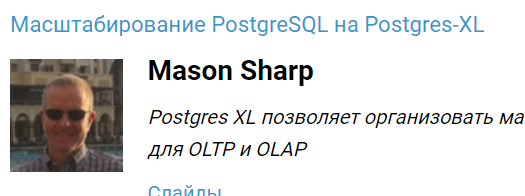 Масштабирование PostgreSQL на Postgres-XL
Mason Sharp
Postgres XL позволяет организовать ма
для OLTP и OLAP
Слайды